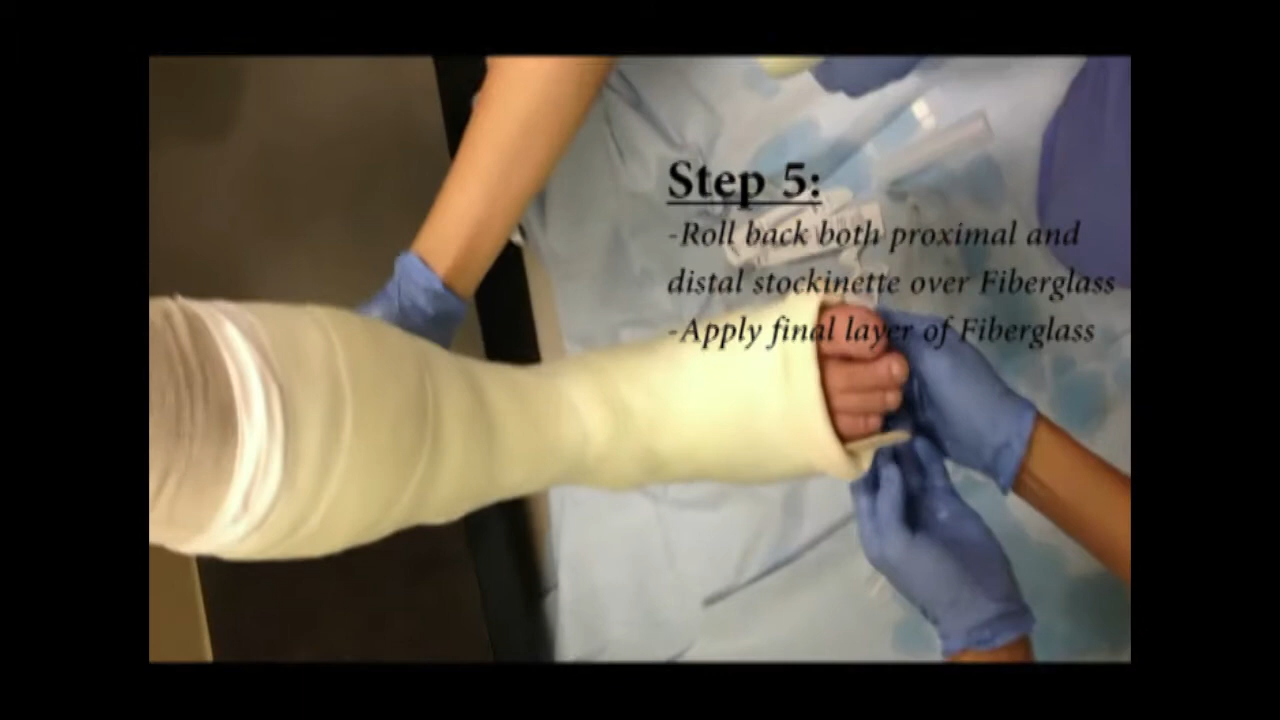 Step 5:
-Roll back both proximal and
distal stockinette over Fiberglass
-Apply final layer of Fiberglass